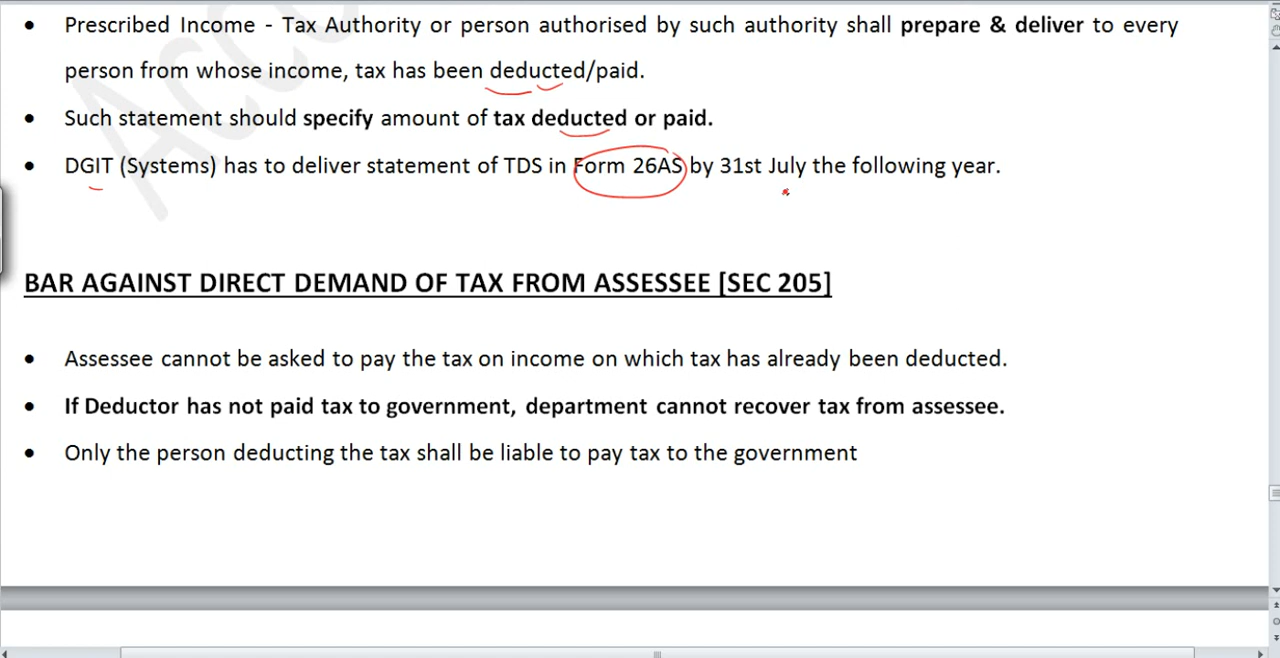 • Prescribed Income - Tax Authority or person authorised by such authority shall prepare & deliver to every
person from whose income, tax has been deducted/paid.
• Such statement should specify amount of tax deducted or paid.
• DGIT (Systems) has to deliver statement of TDS in Form 26AS by 31st July the following year.
BAR AGAINST DIRECT DEMAND OF TAX FROM ASSESSEE [SEC 205]
• Assessee cannot be asked to pay the tax on income on which tax has already been deducted.
• If Deductor has not paid tax to government, department cannot recover tax from assessee.
• Only the person deducting the tax shall be liable to pay tax to the government